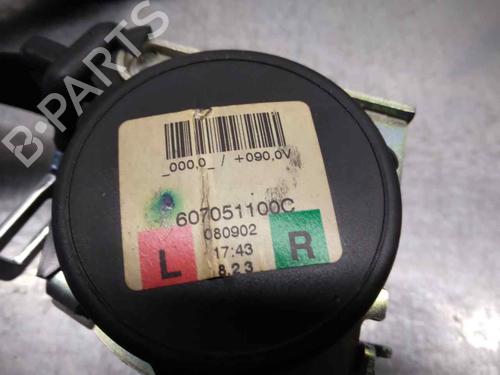 B-PARTS
_000,0_ / +090,0V
607051100C
080902
L R
17:43
8.23